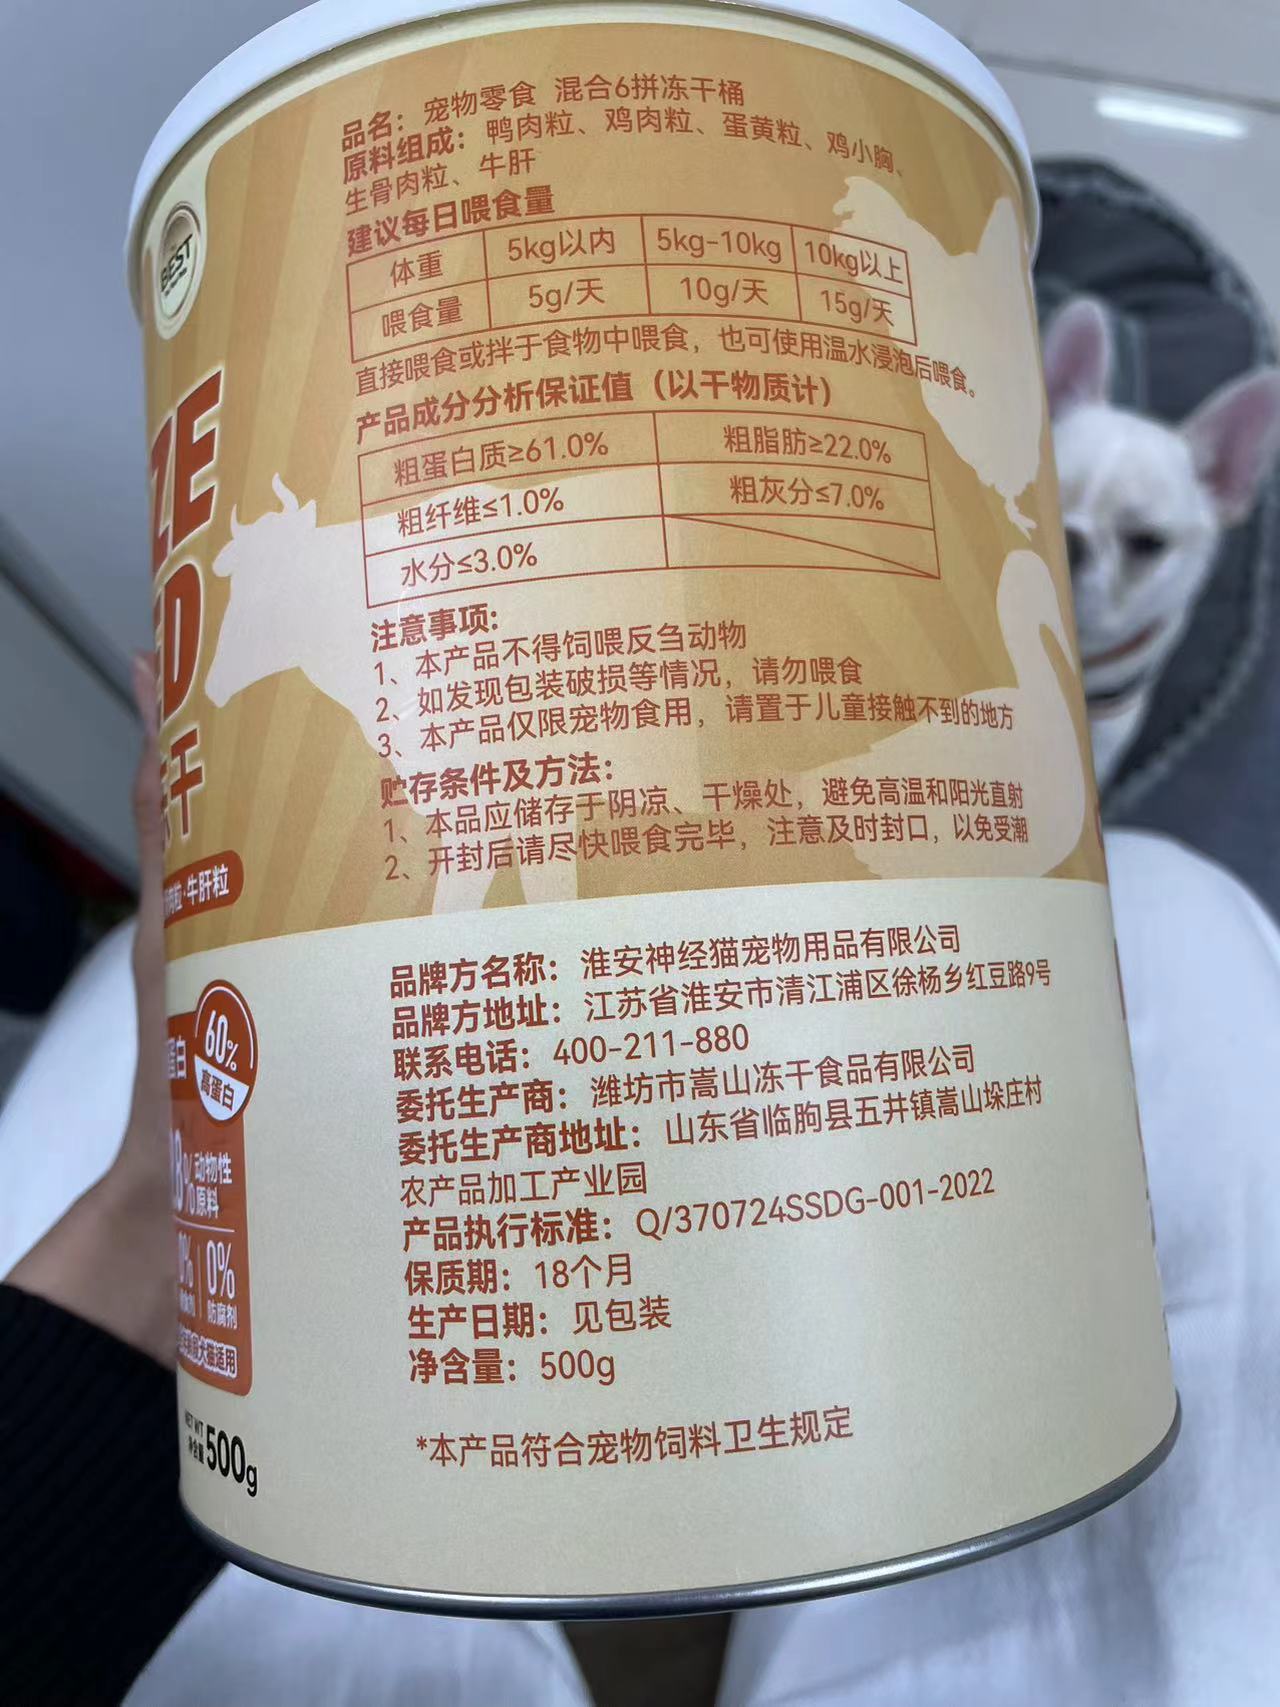 品名：宠物零食 混合6拼冻干桶
原料组成：鸭肉粒、鸡肉粒、蛋黄粒、鸡小胸、
生骨肉粒、牛肝
建议每日喂食量
体重 5kg以内 5kg-10kg 10kg以上
喂食量 5g/天 10g/天 15g/天
直接喂食或拌于食物中喂食，也可使用温水浸泡后喂食。
产品成分分析保证值（以干物质计）
粗蛋白质≥61.0% 粗脂肪≥22.0%
粗纤维≤1.0% 粗灰分≤7.0%
水分≤3.0%
注意事项：
1、本产品不得饲喂反刍动物
2、如发现包装破损等情况，请勿喂食
3、本产品仅限宠物食用，请置于儿童接触不到的地方
贮存条件及方法：
1、本品应储存于阴凉、干燥处，避免高温和阳光直射
2、开封后请尽快喂食完毕，注意及时封口，以免受潮
品牌方名称：淮安神经猫宠物用品有限公司
品牌方地址：江苏省淮安市清江浦区徐杨乡红豆路9号
联系电话：400-211-880
委托生产商：潍坊市嵩山冻干食品有限公司
委托生产商地址：山东省临朐县五井镇嵩山垛庄村
农产品加工产业园
产品执行标准：Q/370724SSDG-001-2022
保质期：18个月
生产日期：见包装
净含量：500g
*本产品符合宠物饲料卫生规定
BEST
ZE
ED
干
肉粒·牛肝粒
蛋白
60%
高蛋白
8%动物性
原料
0%
防腐剂
犬猫适用
NET WT
净含量 500g